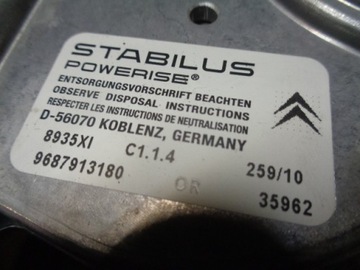 STABILUS
POWERISE®
ENTSORGUNGSVORSCHRIFT BEACHTEN
OBSERVE DISPOSAL INSTRUCTIONS
RESPECTER LES INSTRUCTIONS DE NEUTRALISATION
D-56070 KOBLENZ, GERMANY
8935XI C1.1.4 259/10
9687913180 OR 35962